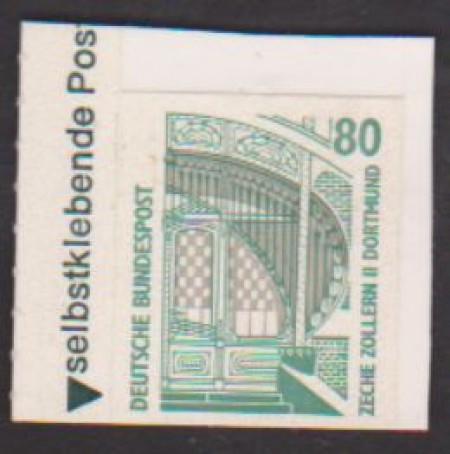 ▼selbstklebende Pos
80
DEUTSCHE BUNDESPOST
ZECHE ZOLLERN II DORTMUND